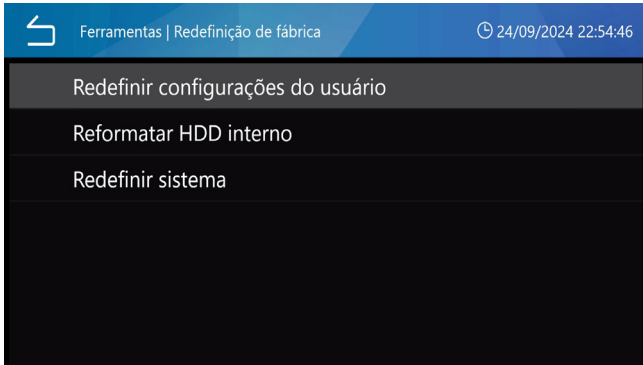 Ferramentas | Redefinição de fábrica
24/09/2024 22:54:46
Redefinir configurações do usuário
Reformatar HDD interno
Redefinir sistema